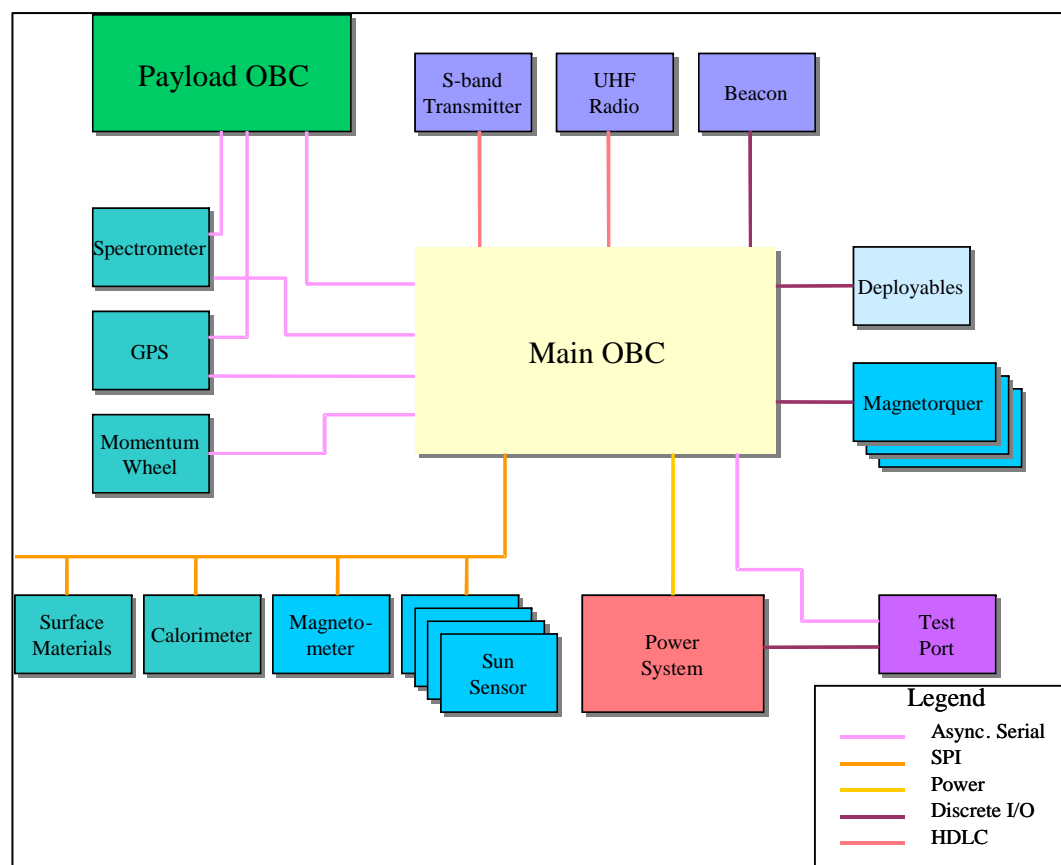 Payload OBC
S-band
Transmitter
UHF
Radio
Beacon
Spectrometer
GPS
Momentum
Wheel
Main OBC
Deployables
Magnetorquer
Surface
Materials
Calorimeter
Magneto-
meter
Sun
Sensor
Power
System
Test
Port
Legend
Async. Serial
SPI
Power
Discrete I/O
HDLC